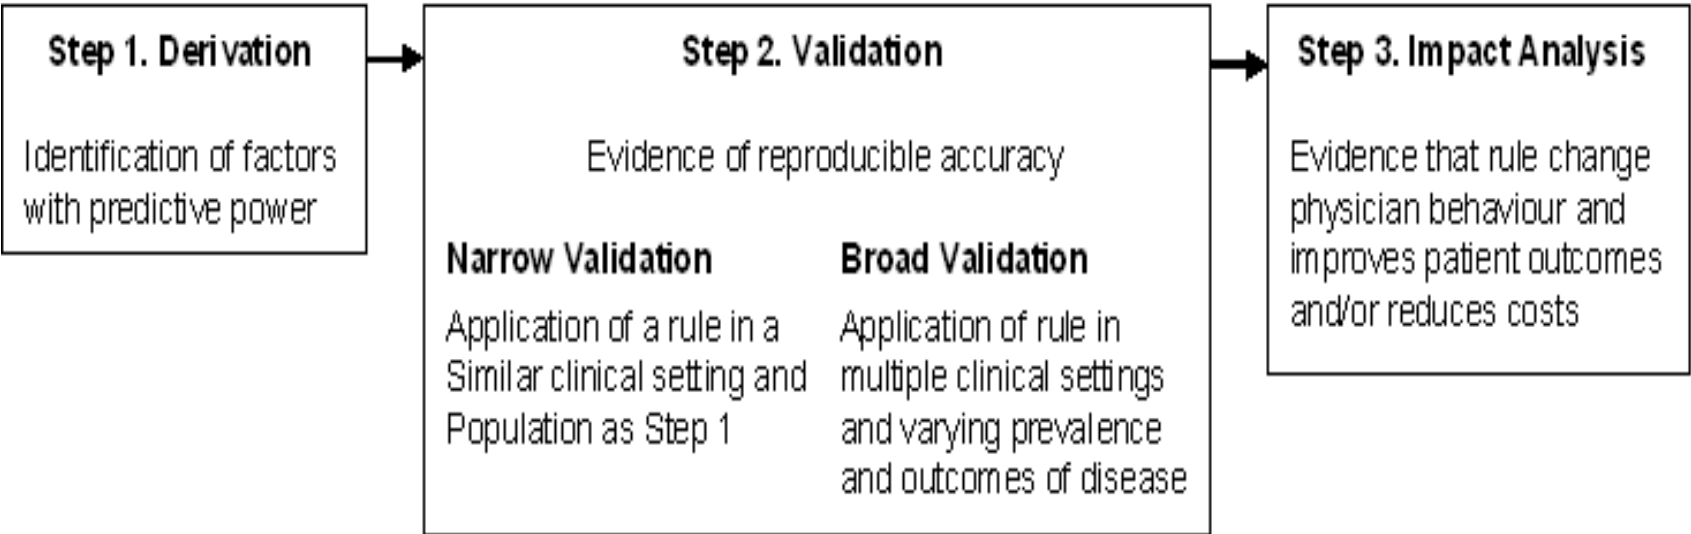 Step 1. Derivation
Identification of factors
with predictive power
Step 2. Validation
Evidence of reproducible accuracy
Narrow Validation
Application of a rule in a
Similar clinical setting and
Population as Step 1
Broad Validation
Application of rule in
multiple clinical settings
and varying prevalence
and outcomes of disease
Step 3. Impact Analysis
Evidence that rule change
physician behaviour and
improves patient outcomes
and/or reduces costs